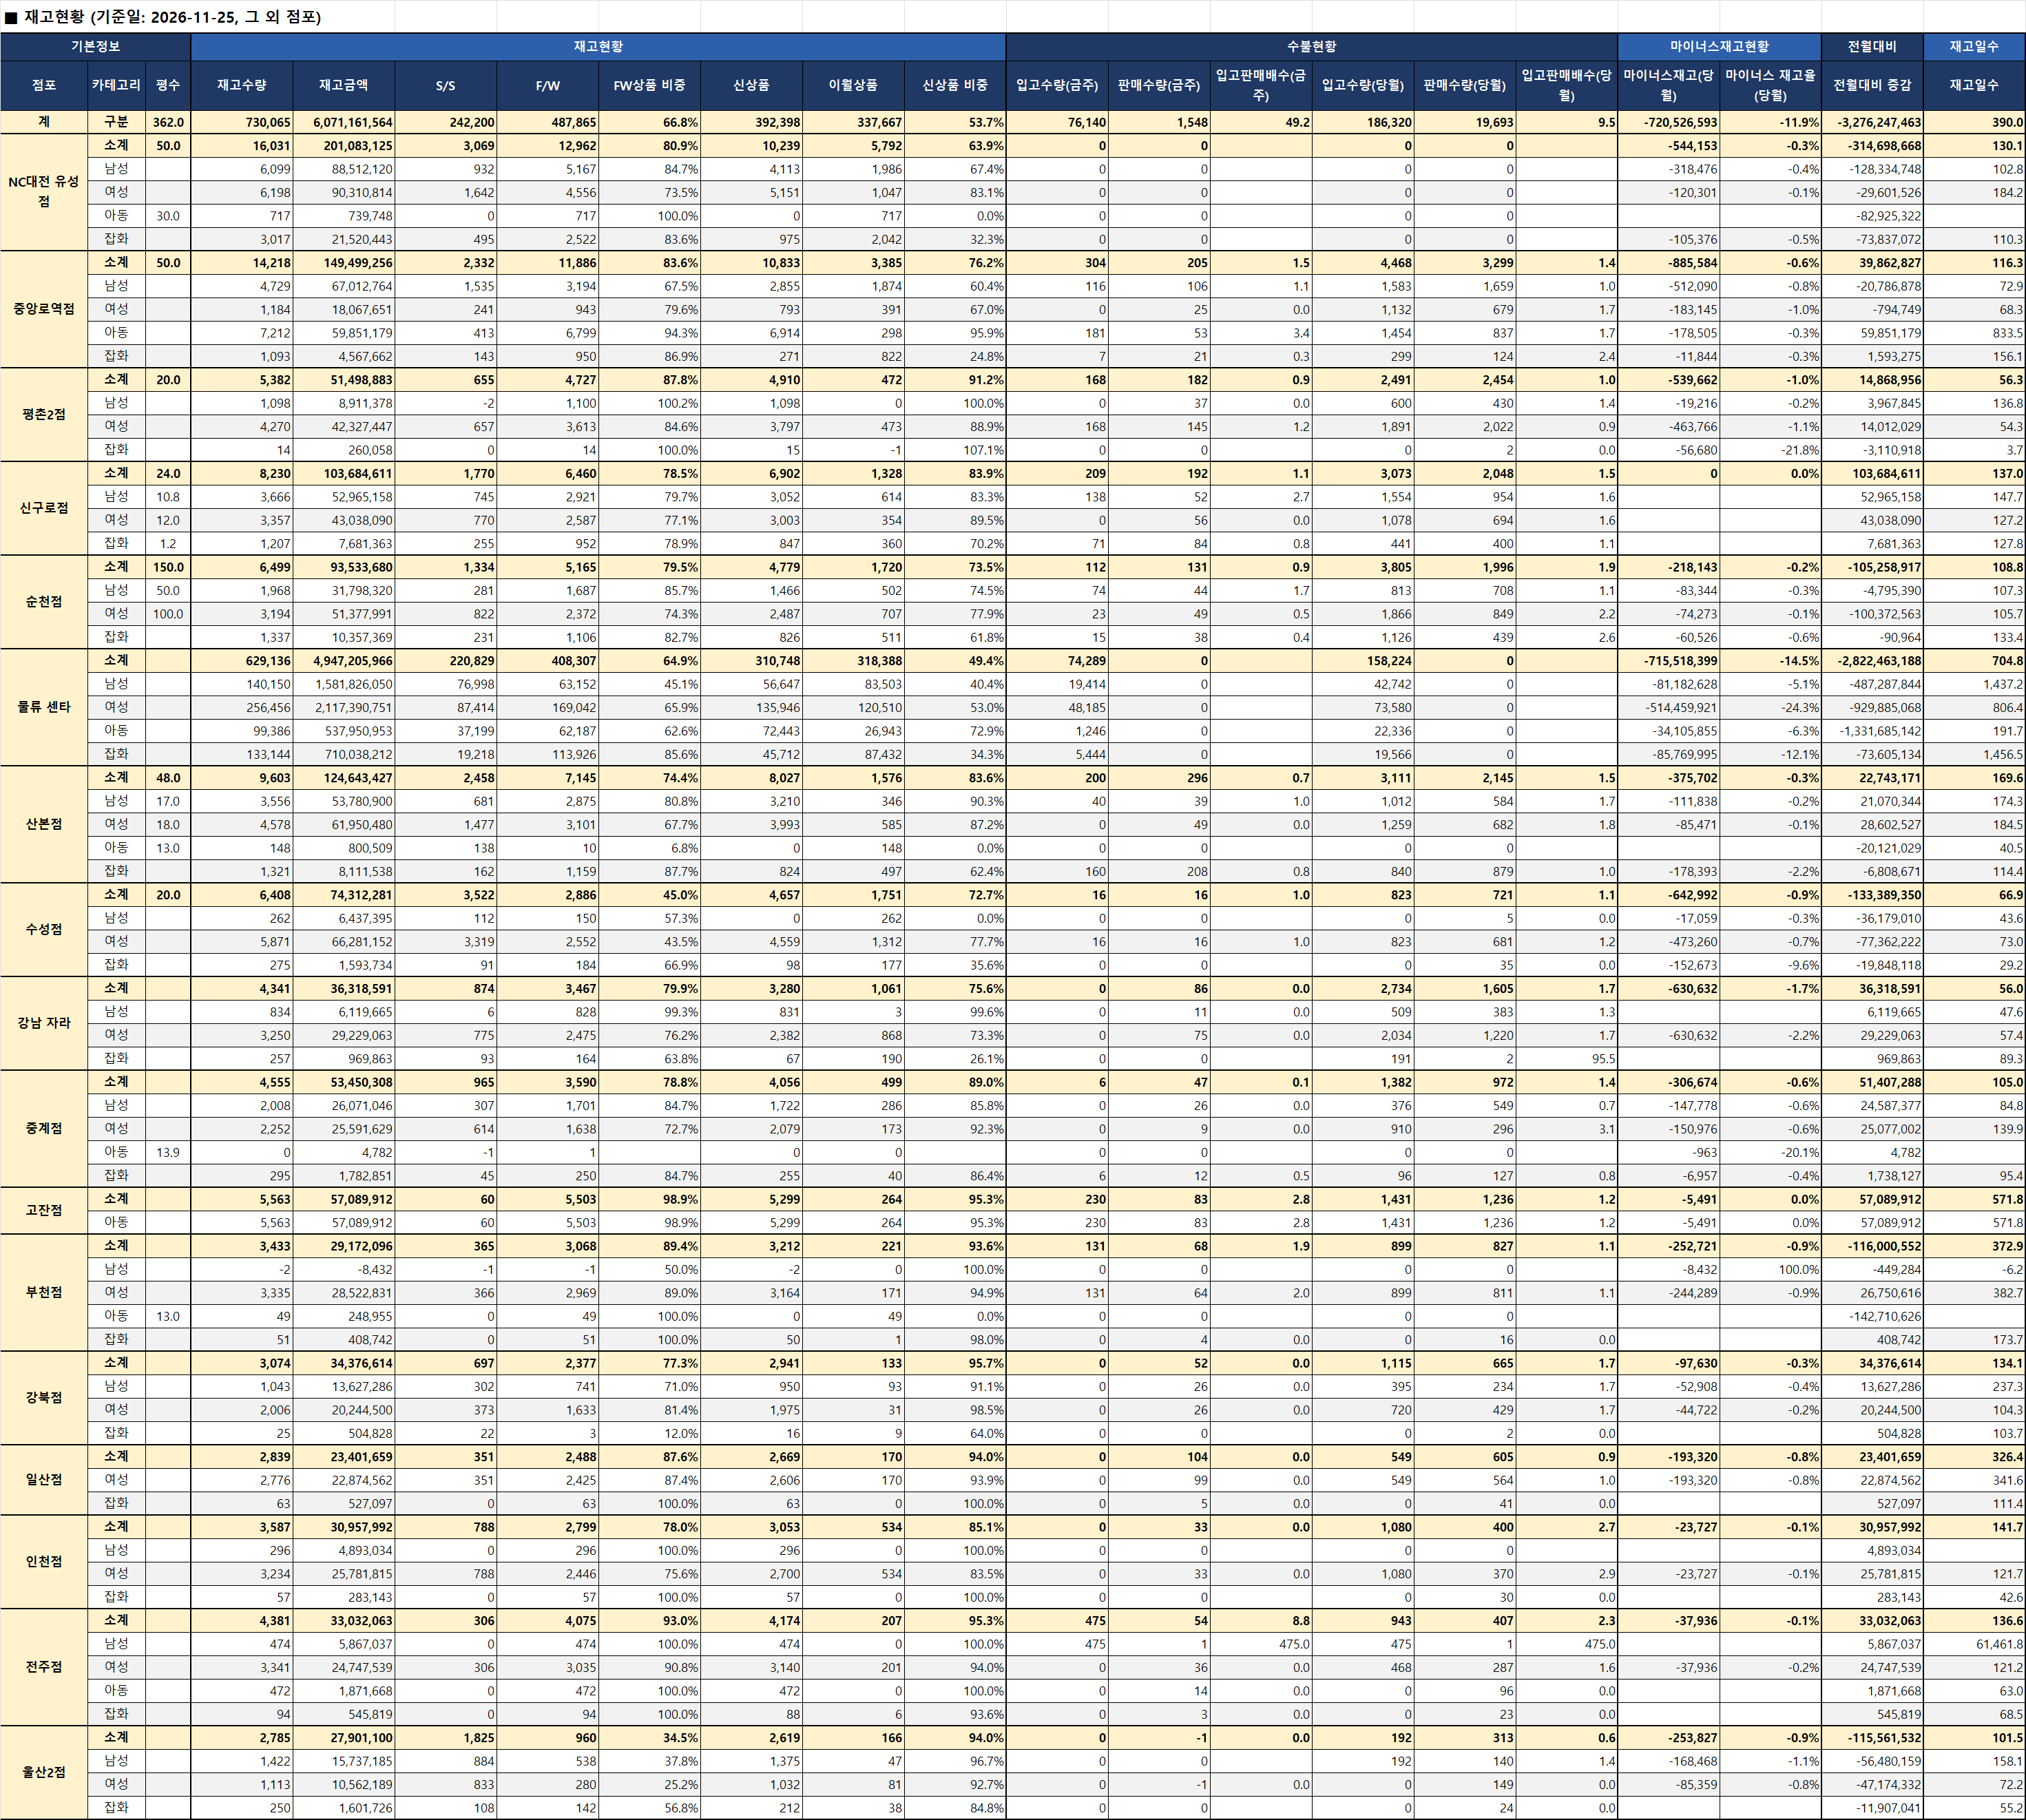 ■ 재고현황 (기준일: 2026-11-25, 그 외 점포)
기본정보 재고현황 수불현황 마이너스재고현황 전월대비 재고일수
점포 카테고리 평수 재고수량 재고금액 S/S F/W FW상품 비중 신상품 이월상품 신상품 비중 입고수량(금주) 판매수량(금주) 입고판매배수(금주) 입고수량(당월) 판매수량(당월) 입고판매배수(당월) 마이너스재고(당월) 마이너스 재고율(당월) 전월대비 증감 재고일수
계 구분 362.0 730,065 6,071,161,564 242,200 487,865 66.8% 392,398 337,667 53.7% 76,140 1,548 49.2 186,320 19,693 9.5 -720,526,593 -11.9% -3,276,247,463 390.0
NC대전 유성점 소계 50.0 16,031 201,083,125 3,069 12,962 80.9% 10,239 5,792 63.9% 0 0 0 0 -544,153 -0.3% -314,698,668 130.1
남성 6,099 88,512,120 932 5,167 84.7% 4,113 1,986 67.4% 0 0 0 0 -318,476 -0.4% -128,334,748 102.8
여성 6,198 90,310,814 1,642 4,556 73.5% 5,151 1,047 83.1% 0 0 0 0 -120,301 -0.1% -29,601,526 184.2
아동 30.0 717 739,748 0 717 100.0% 0 717 0.0% 0 0 0 0 -82,925,322
잡화 3,017 21,520,443 495 2,522 83.6% 975 2,042 32.3% 0 0 0 0 -105,376 -0.5% -73,837,072 110.3
중앙로역점 소계 50.0 14,218 149,499,256 2,332 11,886 83.6% 10,833 3,385 76.2% 304 205 1.5 4,468 3,299 1.4 -885,584 -0.6% 39,862,827 116.3
남성 4,729 67,012,764 1,535 3,194 67.5% 2,855 1,874 60.4% 116 106 1.1 1,583 1,659 1.0 -512,090 -0.8% -20,786,878 72.9
여성 1,184 18,067,651 241 943 79.6% 793 391 67.0% 0 25 0.0 1,132 679 1.7 -183,145 -1.0% -794,749 68.3
아동 7,212 59,851,179 413 6,799 94.3% 6,914 298 95.9% 181 53 3.4 1,454 837 1.7 -178,505 -0.3% 59,851,179 833.5
잡화 1,093 4,567,662 143 950 86.9% 271 822 24.8% 7 21 0.3 299 124 2.4 -11,844 -0.3% 1,593,275 156.1
평촌2점 소계 20.0 5,382 51,498,883 655 4,727 87.8% 4,910 472 91.2% 168 182 0.9 2,491 2,454 1.0 -539,662 -1.0% 14,868,956 56.3
남성 1,098 8,911,378 -2 1,100 100.2% 1,098 0 100.0% 0 37 0.0 600 430 1.4 -19,216 -0.2% 3,967,845 136.8
여성 4,270 42,327,447 657 3,613 84.6% 3,797 473 88.9% 168 145 1.2 1,891 2,022 0.9 -463,766 -1.1% 14,012,029 54.3
잡화 14 260,058 0 14 100.0% 15 -1 107.1% 0 0 0 2 0.0 -56,680 -21.8% -3,110,918 3.7
신구로점 소계 24.0 8,230 103,684,611 1,770 6,460 78.5% 6,902 1,328 83.9% 209 192 1.1 3,073 2,048 1.5 0 0.0% 103,684,611 137.0
남성 10.8 3,666 52,965,158 745 2,921 79.7% 3,052 614 83.3% 138 52 2.7 1,554 954 1.6 52,965,158 147.7
여성 12.0 3,357 43,038,090 770 2,587 77.1% 3,003 354 89.5% 0 56 0.0 1,078 694 1.6 43,038,090 127.2
잡화 1.2 1,207 7,681,363 255 952 78.9% 847 360 70.2% 71 84 0.8 441 400 1.1 7,681,363 127.8
순천점 소계 150.0 6,499 93,533,680 1,334 5,165 79.5% 4,779 1,720 73.5% 112 131 0.9 3,805 1,996 1.9 -218,143 -0.2% -105,258,917 108.8
남성 50.0 1,968 31,798,320 281 1,687 85.7% 1,466 502 74.5% 74 44 1.7 813 708 1.1 -83,344 -0.3% -4,795,390 107.3
여성 100.0 3,194 51,377,991 822 2,372 74.3% 2,487 707 77.9% 23 49 0.5 1,866 849 2.2 -74,273 -0.1% -100,372,563 105.7
잡화 1,337 10,357,369 231 1,106 82.7% 826 511 61.8% 15 38 0.4 1,126 439 2.6 -60,526 -0.6% -90,964 133.4
물류 센타 소계 629,136 4,947,205,966 220,829 408,307 64.9% 310,748 318,388 49.4% 74,289 0 158,224 0 -715,518,399 -14.5% -2,822,463,188 704.8
남성 140,150 1,581,826,050 76,998 63,152 45.1% 56,647 83,503 40.4% 19,414 0 42,742 0 -81,182,628 -5.1% -487,287,844 1,437.2
여성 256,456 2,117,390,751 87,414 169,042 65.9% 135,946 120,510 53.0% 48,185 0 73,580 0 -514,459,921 -24.3% -929,885,068 806.4
아동 99,386 537,950,953 37,199 62,187 62.6% 72,443 26,943 72.9% 1,246 0 22,336 0 -34,105,855 -6.3% -1,331,685,142 191.7
잡화 133,144 710,038,212 19,218 113,926 85.6% 45,712 87,432 34.3% 5,444 0 19,566 0 -85,769,995 -12.1% -73,605,134 1,456.5
산본점 소계 48.0 9,603 124,643,427 2,458 7,145 74.4% 8,027 1,576 83.6% 200 296 0.7 3,111 2,145 1.5 -375,702 -0.3% 22,743,171 169.6
남성 17.0 3,556 53,780,900 681 2,875 80.8% 3,210 346 90.3% 40 39 1.0 1,012 584 1.7 -111,838 -0.2% 21,070,344 174.3
여성 18.0 4,578 61,950,480 1,477 3,101 67.7% 3,993 585 87.2% 0 49 0.0 1,259 682 1.8 -85,471 -0.1% 28,602,527 184.5
아동 13.0 148 800,509 138 10 6.8% 0 148 0.0% 0 0 0 0 -20,121,029 40.5
잡화 1,321 8,111,538 162 1,159 87.7% 824 497 62.4% 160 208 0.8 840 879 1.0 -178,393 -2.2% -6,808,671 114.4
수성점 소계 20.0 6,408 74,312,281 3,522 2,886 45.0% 4,657 1,751 72.7% 16 16 1.0 823 721 1.1 -642,992 -0.9% -133,389,350 66.9
남성 262 6,437,395 112 150 57.3% 0 262 0.0% 0 0 0 5 0.0 -17,059 -0.3% -36,179,010 43.6
여성 5,871 66,281,152 3,319 2,552 43.5% 4,559 1,312 77.7% 16 16 1.0 823 681 1.2 -473,260 -0.7% -77,362,222 73.0
잡화 275 1,593,734 91 184 66.9% 98 177 35.6% 0 0 0 35 0.0 -152,673 -9.6% -19,848,118 29.2
강남 자라 소계 4,341 36,318,591 874 3,467 79.9% 3,280 1,061 75.6% 0 86 0.0 2,734 1,605 1.7 -630,632 -1.7% 36,318,591 56.0
남성 834 6,119,665 6 828 99.3% 831 3 99.6% 0 11 0.0 509 383 1.3 6,119,665 47.6
여성 3,250 29,229,063 775 2,475 76.2% 2,382 868 73.3% 0 75 0.0 2,034 1,220 1.7 -630,632 -2.2% 29,229,063 57.4
잡화 257 969,863 93 164 63.8% 67 190 26.1% 0 0 191 2 95.5 969,863 89.3
중계점 소계 4,555 53,450,308 965 3,590 78.8% 4,056 499 89.0% 6 47 0.1 1,382 972 1.4 -306,674 -0.6% 51,407,288 105.0
남성 2,008 26,071,046 307 1,701 84.7% 1,722 286 85.8% 0 26 0.0 376 549 0.7 -147,778 -0.6% 24,587,377 84.8
여성 2,252 25,591,629 614 1,638 72.7% 2,079 173 92.3% 0 9 0.0 910 296 3.1 -150,976 -0.6% 25,077,002 139.9
아동 13.9 0 4,782 -1 1 0 0 0 0 0 0 -963 -20.1% 4,782
잡화 295 1,782,851 45 250 84.7% 255 40 86.4% 6 12 0.5 96 127 0.8 -6,957 -0.4% 1,738,127 95.4
고잔점 소계 5,563 57,089,912 60 5,503 98.9% 5,299 264 95.3% 230 83 2.8 1,431 1,236 1.2 -5,491 0.0% 57,089,912 571.8
아동 5,563 57,089,912 60 5,503 98.9% 5,299 264 95.3% 230 83 2.8 1,431 1,236 1.2 -5,491 0.0% 57,089,912 571.8
부천점 소계 3,433 29,172,096 365 3,068 89.4% 3,212 221 93.6% 131 68 1.9 899 827 1.1 -252,721 -0.9% -116,000,552 372.9
남성 -2 -8,432 -1 -1 50.0% -2 0 100.0% 0 0 0 0 -8,432 100.0% -449,284 -6.2
여성 3,335 28,522,831 366 2,969 89.0% 3,164 171 94.9% 131 64 2.0 899 811 1.1 -244,289 -0.9% 26,750,616 382.7
아동 13.0 49 248,955 0 49 100.0% 0 49 0.0% 0 0 0 0 -142,710,626
잡화 51 408,742 0 51 100.0% 50 1 98.0% 0 4 0.0 0 16 0.0 408,742 173.7
강북점 소계 3,074 34,376,614 697 2,377 77.3% 2,941 133 95.7% 0 52 0.0 1,115 665 1.7 -97,630 -0.3% 34,376,614 134.1
남성 1,043 13,627,286 302 741 71.0% 950 93 91.1% 0 26 0.0 395 234 1.7 -52,908 -0.4% 13,627,286 237.3
여성 2,006 20,244,500 373 1,633 81.4% 1,975 31 98.5% 0 26 0.0 720 429 1.7 -44,722 -0.2% 20,244,500 104.3
잡화 25 504,828 22 3 12.0% 16 9 64.0% 0 0 0 2 0.0 504,828 103.7
일산점 소계 2,839 23,401,659 351 2,488 87.6% 2,669 170 94.0% 0 104 0.0 549 605 0.9 -193,320 -0.8% 23,401,659 326.4
여성 2,776 22,874,562 351 2,425 87.4% 2,606 170 93.9% 0 99 0.0 549 564 1.0 -193,320 -0.8% 22,874,562 341.6
잡화 63 527,097 0 63 100.0% 63 0 100.0% 0 5 0.0 0 41 0.0 527,097 111.4
인천점 소계 3,587 30,957,992 788 2,799 78.0% 3,053 534 85.1% 0 33 0.0 1,080 400 2.7 -23,727 -0.1% 30,957,992 141.7
남성 296 4,893,034 0 296 100.0% 296 0 100.0% 0 0 0 0 4,893,034
여성 3,234 25,781,815 788 2,446 75.6% 2,700 534 83.5% 0 33 0.0 1,080 370 2.9 -23,727 -0.1% 25,781,815 121.7
잡화 57 283,143 0 57 100.0% 57 0 100.0% 0 0 0 30 0.0 283,143 42.6
전주점 소계 4,381 33,032,063 306 4,075 93.0% 4,174 207 95.3% 475 54 8.8 943 407 2.3 -37,936 -0.1% 33,032,063 136.6
남성 474 5,867,037 0 474 100.0% 474 0 100.0% 475 1 475.0 475 1 475.0 5,867,037 61,461.8
여성 3,341 24,747,539 306 3,035 90.8% 3,140 201 94.0% 0 36 0.0 468 287 1.6 -37,936 -0.2% 24,747,539 121.2
아동 472 1,871,668 0 472 100.0% 472 0 100.0% 0 14 0.0 0 96 0.0 1,871,668 63.0
잡화 94 545,819 0 94 100.0% 88 6 93.6% 0 3 0.0 0 23 0.0 545,819 68.5
울산2점 소계 2,785 27,901,100 1,825 960 34.5% 2,619 166 94.0% 0 -1 0.0 192 313 0.6 -253,827 -0.9% -115,561,532 101.5
남성 1,422 15,737,185 884 538 37.8% 1,375 47 96.7% 0 0 192 140 1.4 -168,468 -1.1% -56,480,159 158.1
여성 1,113 10,562,189 833 280 25.2% 1,032 81 92.7% 0 -1 0.0 0 149 0.0 -85,359 -0.8% -47,174,332 72.2
잡화 250 1,601,726 108 142 56.8% 212 38 84.8% 0 0 0 24 0.0 -11,907,041 55.2